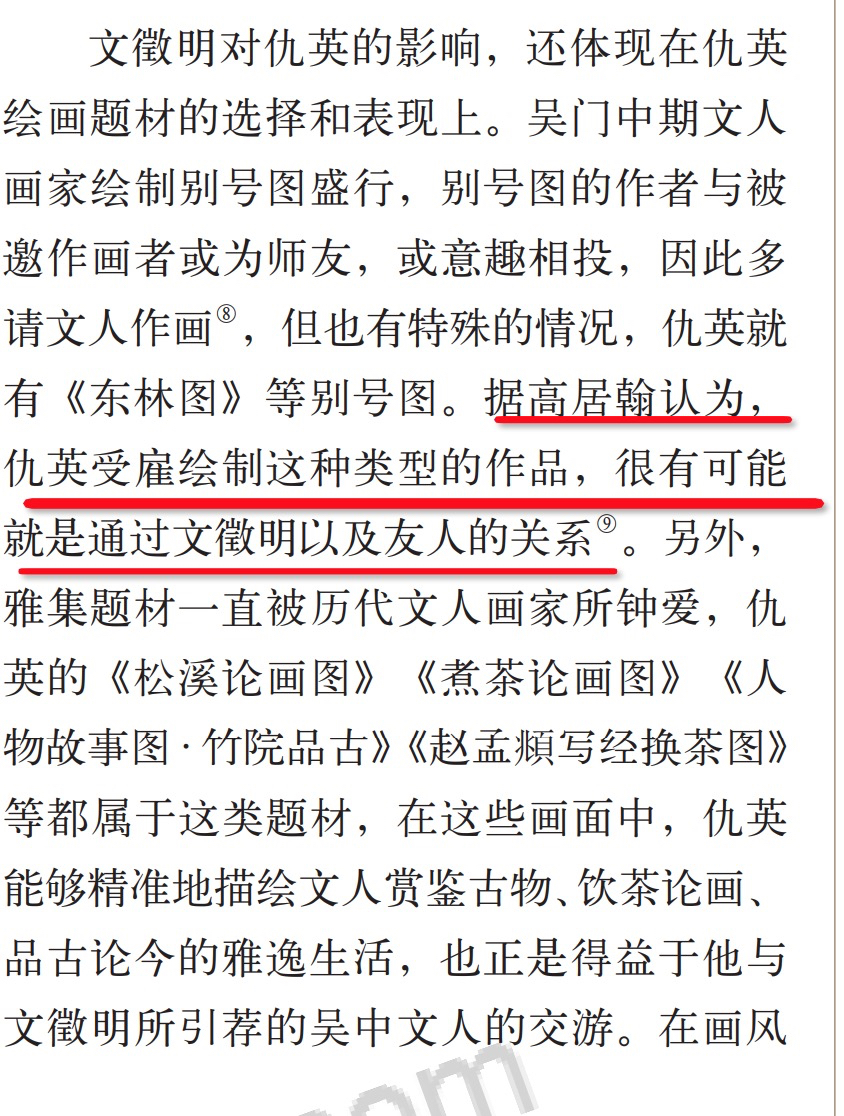 文徵明对仇英的影响，还体现在仇英
绘画题材的选择和表现上。吴门中期文人
画家绘制别号图盛行，别号图的作者与被
邀作画者或为师友，或意趣相投，因此多
请文人作画⑧，但也有特殊的情况，仇英就
有《东林图》等别号图。据高居翰认为，
仇英受雇绘制这种类型的作品，很有可能
就是通过文徵明以及友人的关系⑨。另外，
雅集题材一直被历代文人画家所钟爱，仇
英的《松溪论画图》《煮茶论画图》《人
物故事图·竹院品古》《赵孟頫写经换茶图》
等都属于这类题材，在这些画面中，仇英
能够精准地描绘文人赏鉴古物、饮茶论画、
品古论今的雅逸生活，也正是得益于他与
文徵明所引荐的吴中文人的交游。在画风
com